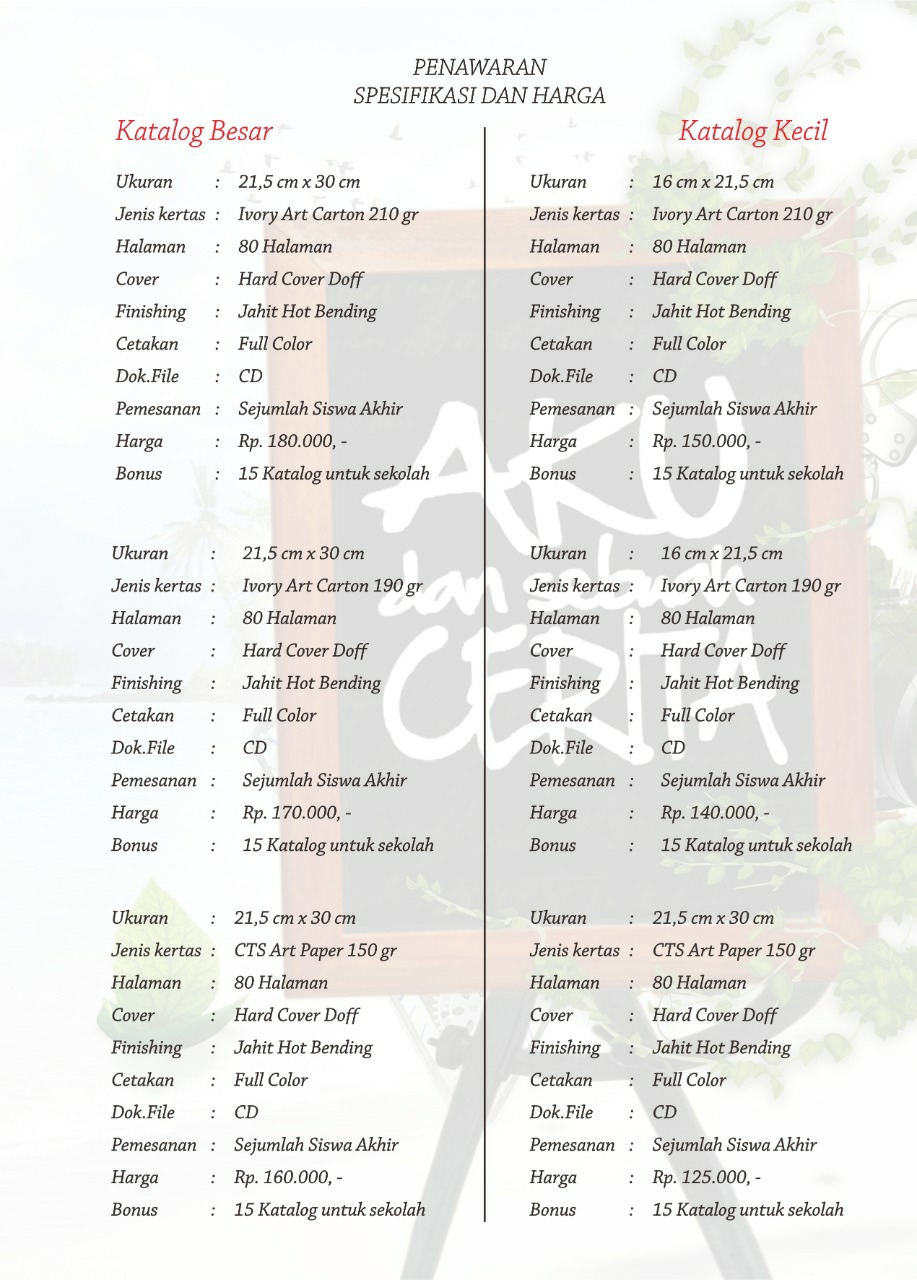 PENAWARAN
SPESIFIKASI DAN HARGA
Katalog Besar
Ukuran : 21,5 cm x 30 cm
Jenis kertas : Ivory Art Carton 210 gr
Halaman : 80 Halaman
Cover : Hard Cover Doff
Finishing : Jahit Hot Bending
Cetakan : Full Color
Dok.File : CD
Pemesanan : Sejumlah Siswa Akhir
Harga : Rp. 180.000, -
Bonus : 15 Katalog untuk sekolah
Ukuran : 21,5 cm x 30 cm
Jenis kertas : Ivory Art Carton 190 gr
Halaman : 80 Halaman
Cover : Hard Cover Doff
Finishing : Jahit Hot Bending
Cetakan : Full Color
Dok.File : CD
Pemesanan : Sejumlah Siswa Akhir
Harga : Rp. 170.000, -
Bonus : 15 Katalog untuk sekolah
Ukuran : 21,5 cm x 30 cm
Jenis kertas : CTS Art Paper 150 gr
Halaman : 80 Halaman
Cover : Hard Cover Doff
Finishing : Jahit Hot Bending
Cetakan : Full Color
Dok.File : CD
Pemesanan : Sejumlah Siswa Akhir
Harga : Rp. 160.000, -
Bonus : 15 Katalog untuk sekolah
Katalog Kecil
Ukuran : 16 cm x 21,5 cm
Jenis kertas : Ivory Art Carton 210 gr
Halaman : 80 Halaman
Cover : Hard Cover Doff
Finishing : Jahit Hot Bending
Cetakan : Full Color
Dok.File : CD
Pemesanan : Sejumlah Siswa Akhir
Harga : Rp. 150.000, -
Bonus : 15 Katalog untuk sekolah
Ukuran : 16 cm x 21,5 cm
Jenis kertas : Ivory Art Carton 190 gr
Halaman : 80 Halaman
Cover : Hard Cover Doff
Finishing : Jahit Hot Bending
Cetakan : Full Color
Dok.File : CD
Pemesanan : Sejumlah Siswa Akhir
Harga : Rp. 140.000, -
Bonus : 15 Katalog untuk sekolah
Ukuran : 21,5 cm x 30 cm
Jenis kertas : CTS Art Paper 150 gr
Halaman : 80 Halaman
Cover : Hard Cover Doff
Finishing : Jahit Hot Bending
Cetakan : Full Color
Dok.File : CD
Pemesanan : Sejumlah Siswa Akhir
Harga : Rp. 125.000, -
Bonus : 15 Katalog untuk sekolah
AKU
dan sebuah
CERITA